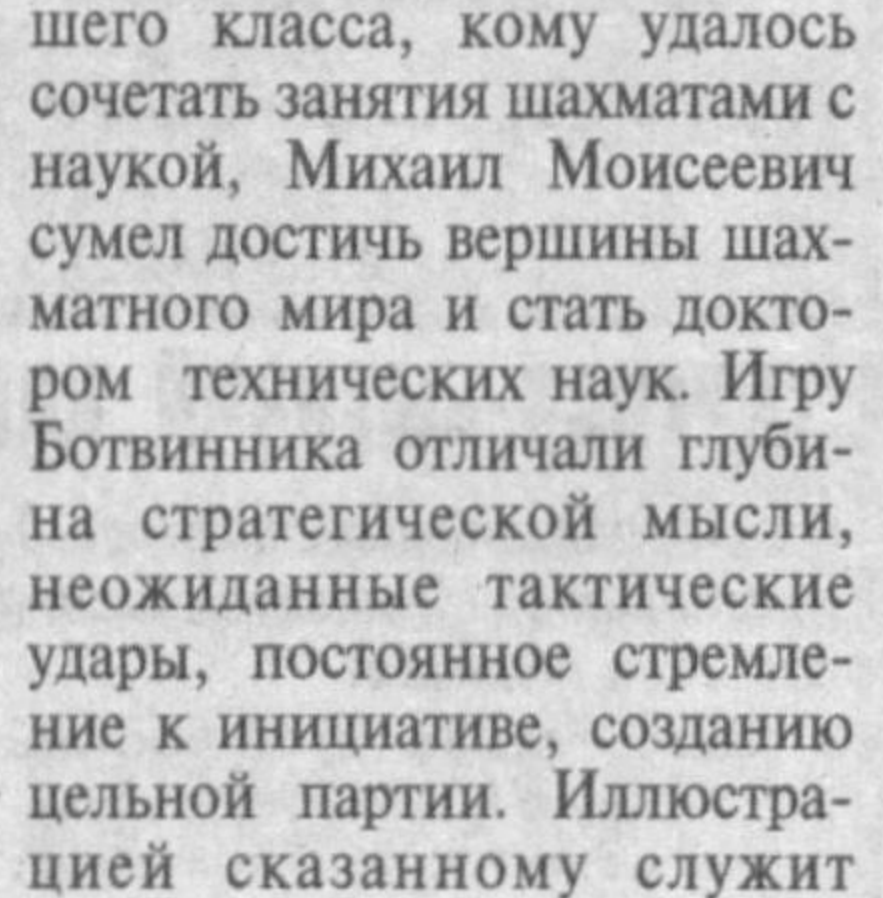 шего класса, кому удалось
сочетать занятия шахматами с
наукой, Михаил Моисеевич
сумел достичь вершины шах-
матного мира и стать докто-
ром технических наук. Игру
Ботвинника отличали глуби-
на стратегической мысли,
неожиданные тактические
удары, постоянное стремле-
ние к инициативе, созданию
цельной партии. Иллюстра-
цией сказанному служит